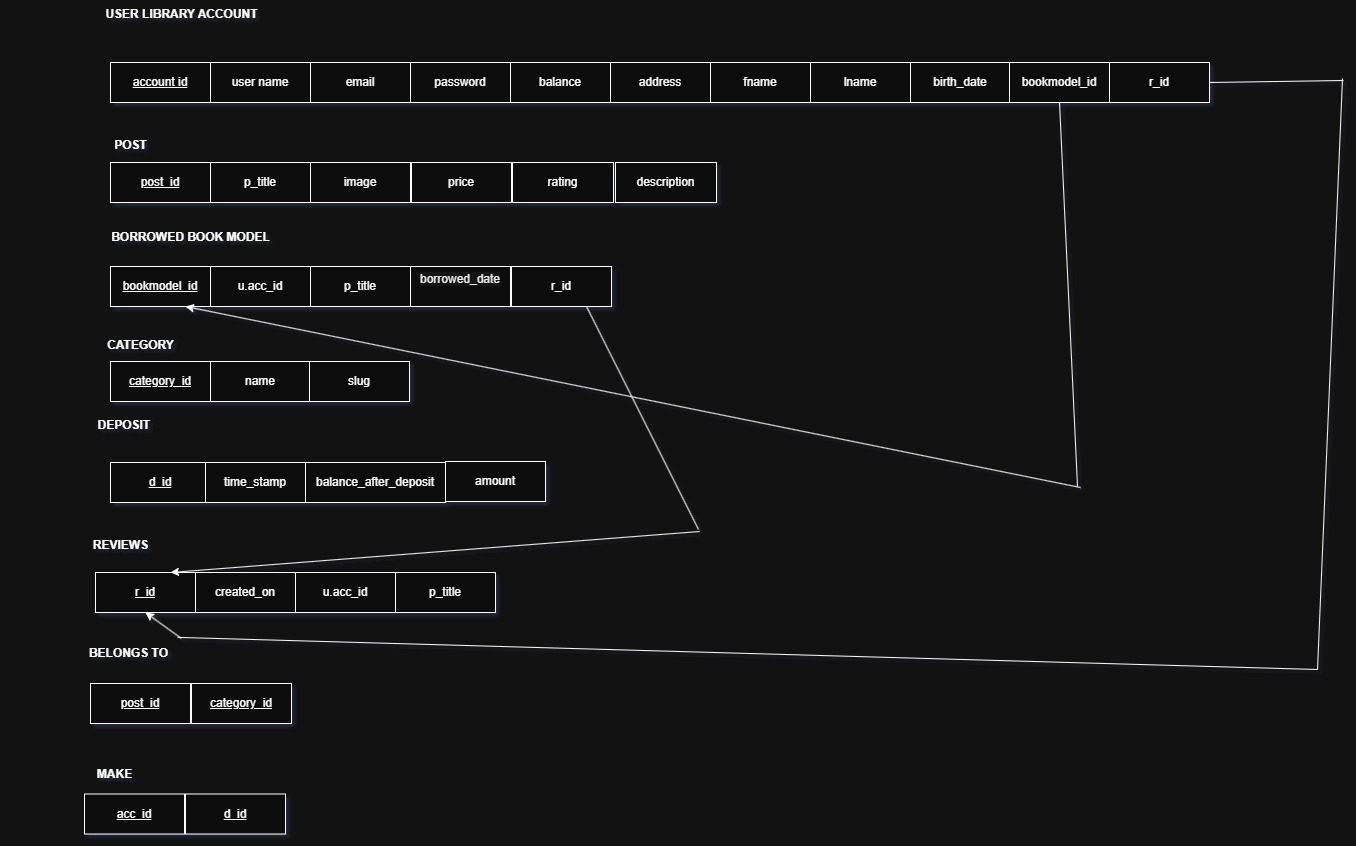 USER LIBRARY ACCOUNT
account id user name email password balance address fname lname birth_date bookmodel_id r_id
POST
post_id p_title image price rating description
BORROWED BOOK MODEL
bookmodel_id u.acc_id p_title borrowed_date r_id
CATEGORY
category_id name slug
DEPOSIT
d_id time_stamp balance_after_deposit amount
REVIEWS
r_id created_on u.acc_id p_title
BELONGS TO
post_id category_id
MAKE
acc_id d_id